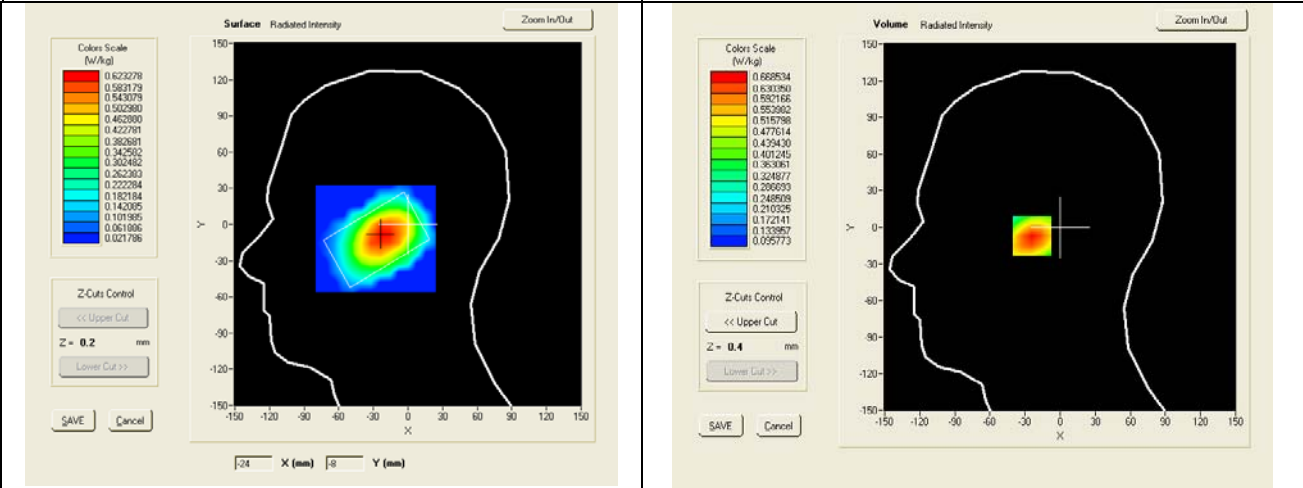 Surface Radiated Intensity
Zoom In/Out
Colors Scale
(W/kg)
0.623278
0.583179
0.543079
0.502980
0.462880
0.422781
0.382681
0.342582
0.302482
0.262383
0.222284
0.182184
0.142085
0.101985
0.061886
0.021786
Z-Cuts Control
<< Upper Cut
Z = 0.2 mm
Lower Cut >>
SAVE Cancel
150
120
90
60
30
0
-30
-60
-90
-120
-150
Y
-150 -120 -90 -60 -30 0 30 60 90 120 150
X
-24 X (mm) -8 Y (mm)
Volume Radiated Intensity
Zoom In/Out
Colors Scale
(W/kg)
0.668534
0.630350
0.592166
0.553982
0.515798
0.477614
0.439430
0.401245
0.363061
0.324877
0.286693
0.248509
0.210325
0.172141
0.133957
0.095773
Z-Cuts Control
<< Upper Cut
Z = 0.4 mm
Lower Cut >>
SAVE Cancel
150
120
90
60
30
0
-30
-60
-90
-120
-150
Y
-150 -120 -90 -60 -30 0 30 60 90 120 150
X